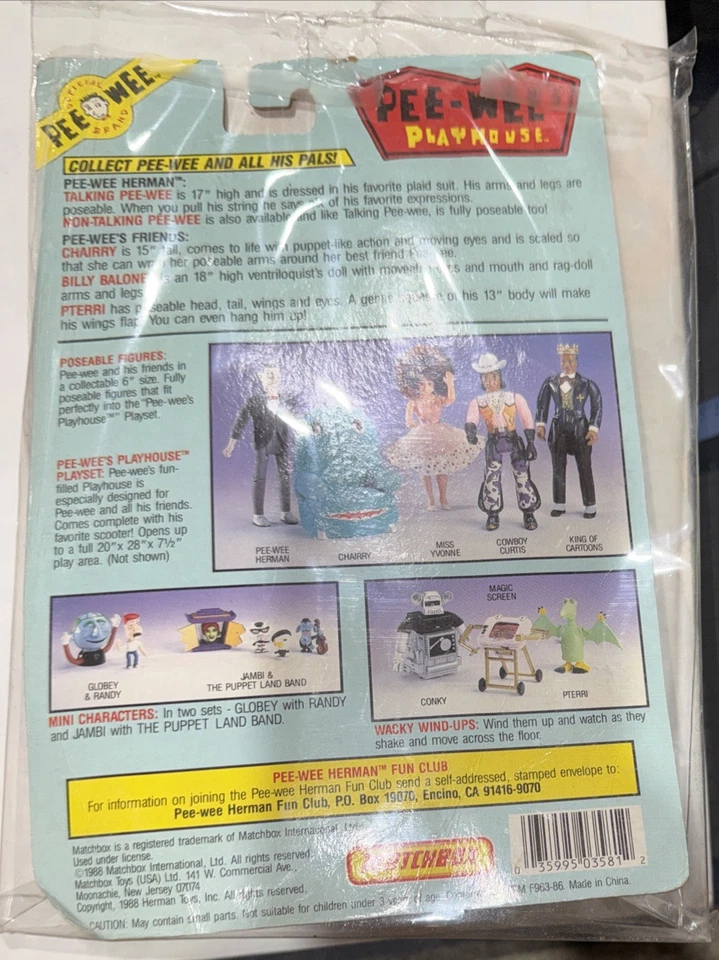 OFFICIAL
PEE WEE
BRAND
PEE-WEE'S
PLAYHOUSE™
COLLECT PEE-WEE AND ALL HIS PALS!
PEE-WEE HERMAN™:
TALKING PEE-WEE is 17" high and is dressed in his favorite plaid suit. His arms and legs are
poseable. When you pull his string he says of his favorite expressions.
NON-TALKING PEE-WEE is also available and like Talking Pee-wee, is fully poseable too!
PEE-WEE'S FRIENDS:
CHAIRRY is 15" tall, comes to life with puppet-like action and moving eyes and is scaled so
that she can wrap her poseable arms around her best friend
BILLY BALONEY is an 18" high ventriloquist's doll with moveable eyes and mouth and rag-doll
arms and legs
PTERRI has poseable head, tail, wings and eyes. A gentle squeeze of his 13" body will make
his wings flap. You can even hang him up!
POSEABLE FIGURES:
Pee-wee and his friends in
a collectable 6" size. Fully
poseable figures that fit
perfectly into the "Pee-wee's
Playhouse™" Playset.
PEE-WEE'S PLAYHOUSE™
PLAYSET: Pee-wee's fun-
filled Playhouse is
especially designed for
Pee-wee and all his friends.
Comes complete with his
favorite scooter! Opens up
to a full 20" x 28" x 7½"
play area. (Not shown)
PEE-WEE
HERMAN
CHAIRRY
MISS
YVONNE
COWBOY
CURTIS
KING OF
CARTOONS
GLOBEY
& RANDY
JAMBI &
THE PUPPET LAND BAND
MINI CHARACTERS: In two sets - GLOBEY with RANDY
and JAMBI with THE PUPPET LAND BAND.
MAGIC
SCREEN
CONKY
PTERRI
WACKY WIND-UPS: Wind them up and watch as they
shake and move across the floor.
PEE-WEE HERMAN™ FUN CLUB
For information on joining the Pee-wee Herman Fun Club send a self-addressed, stamped envelope to:
Pee-wee Herman Fun Club, P.O. Box 19070, Encino, CA 91416-9070
Matchbox is a registered trademark of Matchbox International Ltd.
Used under license.
©1988 Matchbox International, Ltd. All rights reserved.
Matchbox Toys (USA) Ltd. 141 W. Commercial Ave.,
Moonachie, New Jersey 07074
Copyright, 1988 Herman Toys, Inc. All rights reserved.
CAUTION: May contain small parts. Not suitable for children under 3 years of age. F963-86. Made in China.
MATCHBOX
0 35995 03581 2